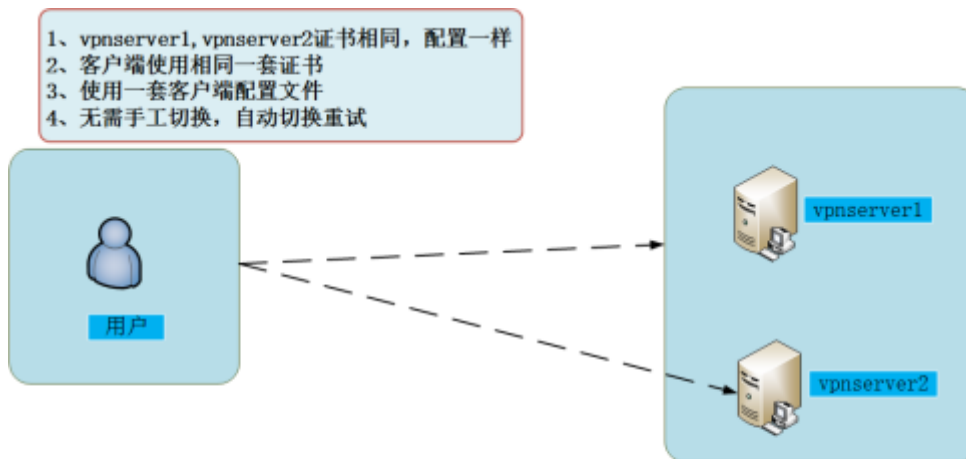 1、vpnserver1,vpnserver2证书相同，配置一样
2、客户端使用相同一套证书
3、使用一套客户端配置文件
4、无需手工切换，自动切换重试
vpnserver1
用户
vpnserver2